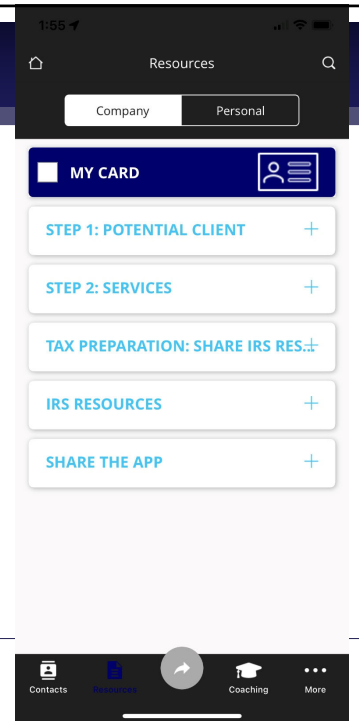 1:55
Resources
Company Personal
MY CARD
STEP 1: POTENTIAL CLIENT
STEP 2: SERVICES
TAX PREPARATION: SHARE IRS RES...
IRS RESOURCES
SHARE THE APP
Contacts Resources Coaching More